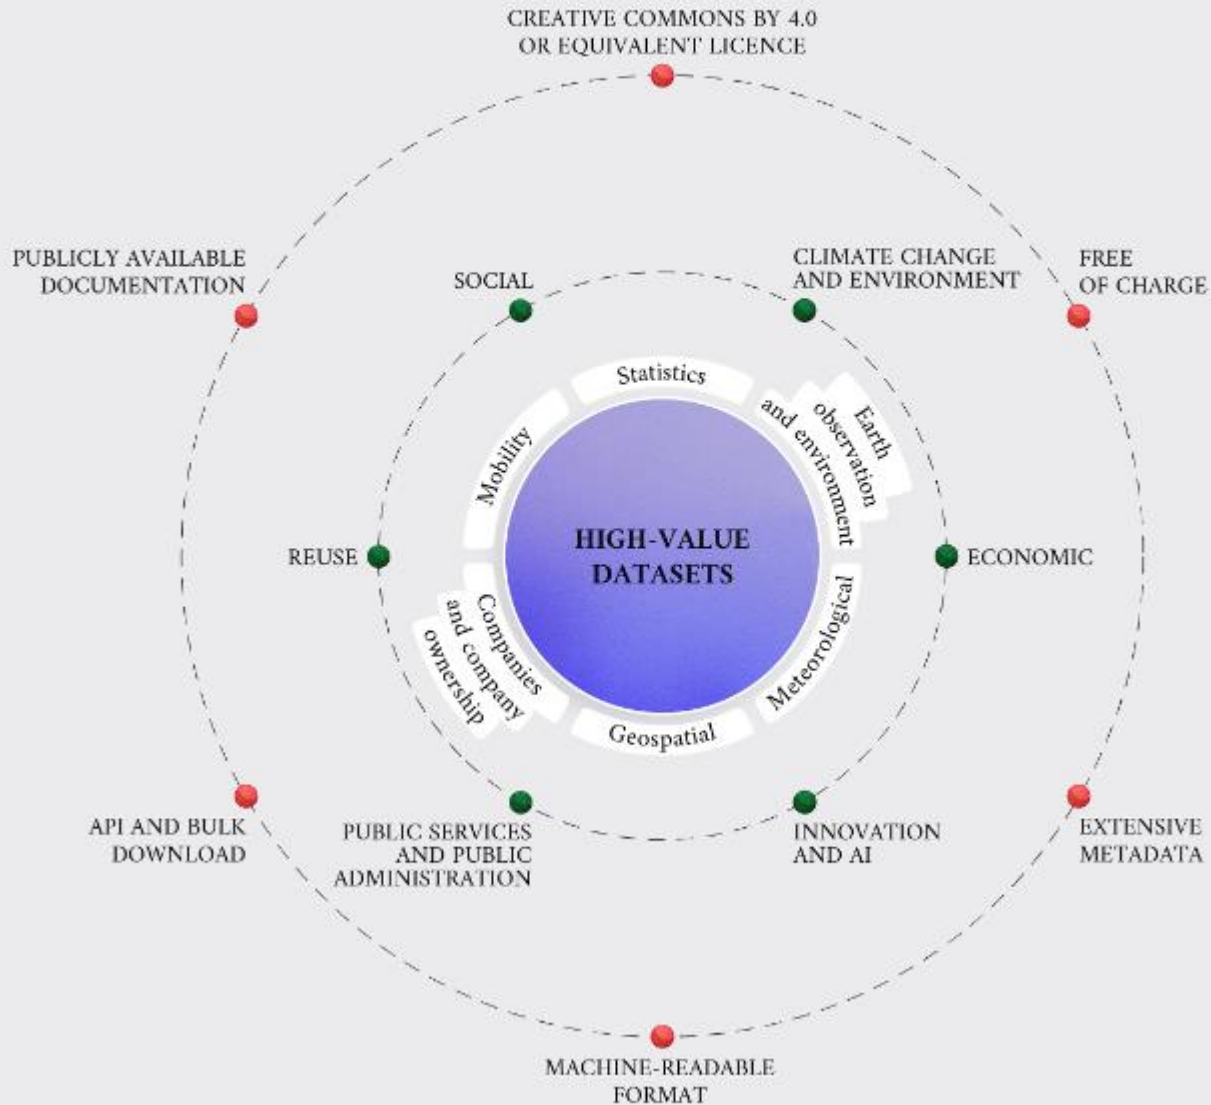 CREATIVE COMMONS BY 4.0
OR EQUIVALENT LICENCE
PUBLICLY AVAILABLE
DOCUMENTATION
SOCIAL
CLIMATE CHANGE
AND ENVIRONMENT
FREE
OF CHARGE
Statistics
Earth
observation
and environment
Mobility
HIGH-VALUE
DATASETS
REUSE
ECONOMIC
Companies
and company
ownership
Meteorological
Geospatial
API AND BULK
DOWNLOAD
PUBLIC SERVICES
AND PUBLIC
ADMINISTRATION
INNOVATION
AND AI
EXTENSIVE
METADATA
MACHINE-READABLE
FORMAT